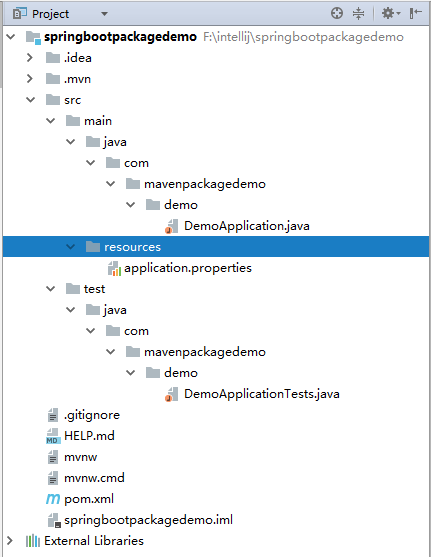 Project
springbootpackagedemo F:\intellij\springbootpackagedemo
.idea
.mvn
src
main
java
com
mavenpackagedemo
demo
DemoApplication.java
resources
application.properties
test
java
com
mavenpackagedemo
demo
DemoApplicationTests.java
.gitignore
MD HELP.md
mvnw
mvnw.cmd
m pom.xml
springbootpackagedemo.iml
External Libraries